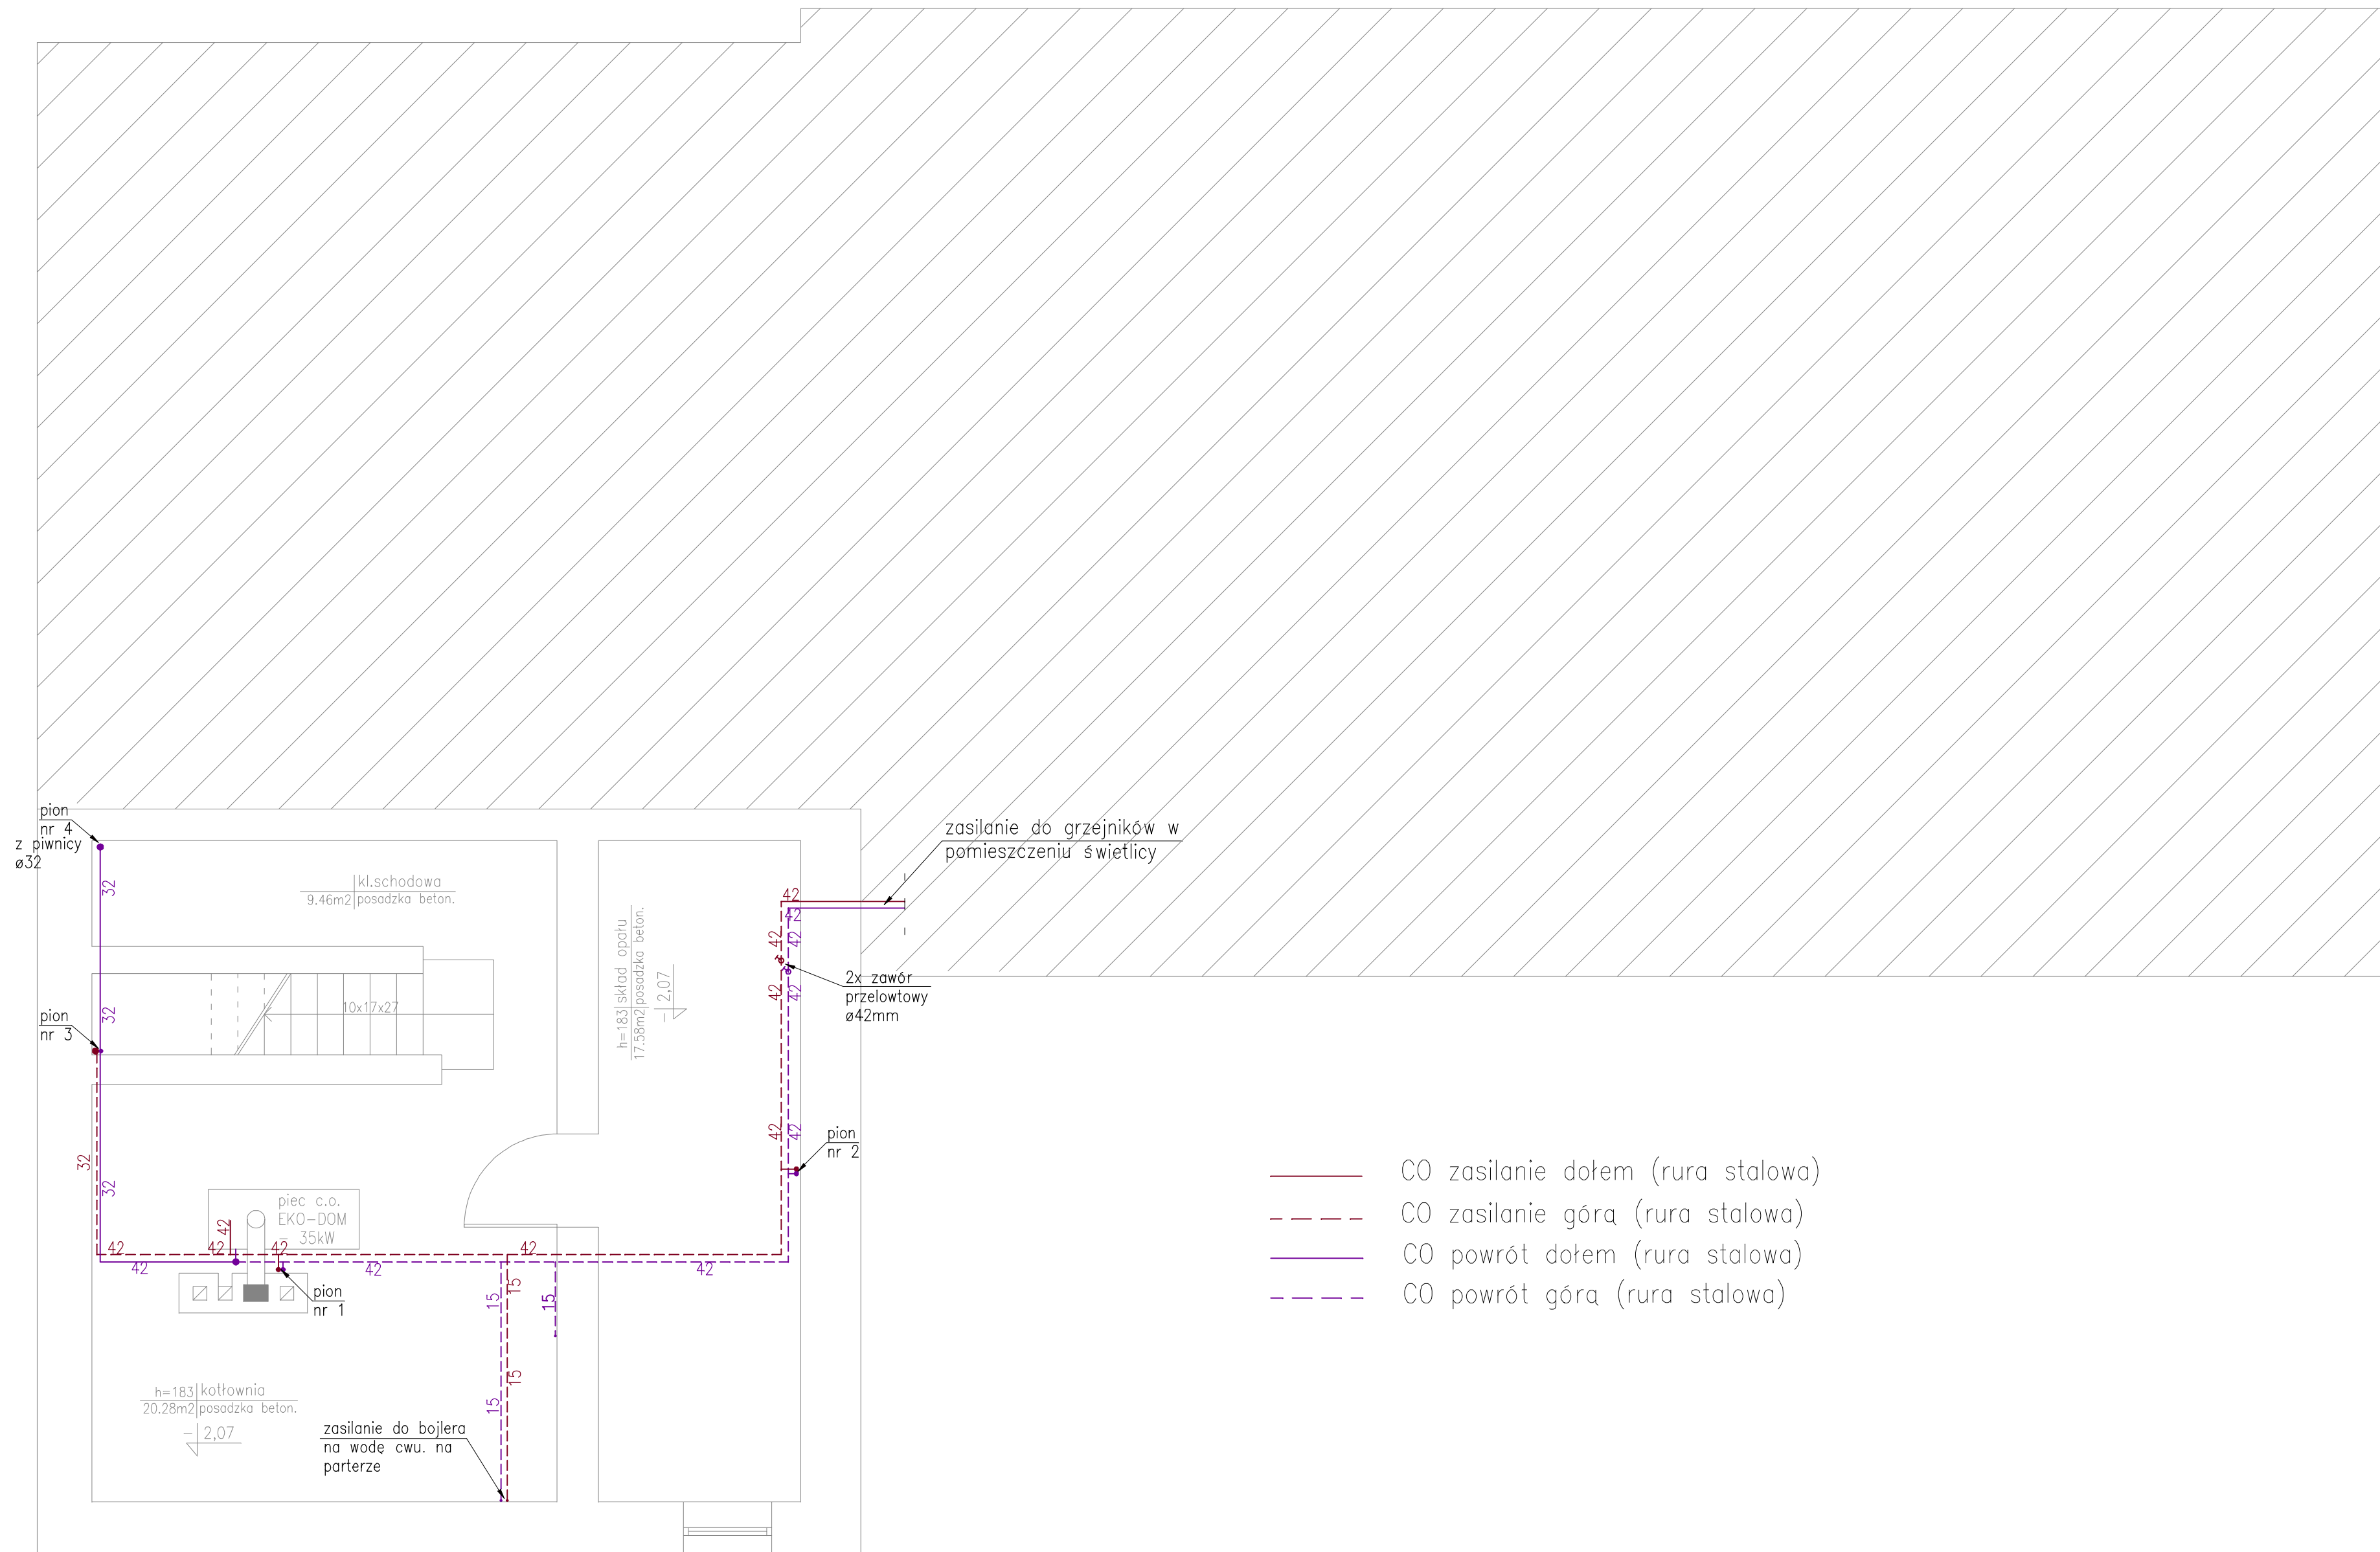 pion
nr 4
z piwnicy
ø32
32
kl.schodowa
9.46m2 posadzka beton.
zasilanie do grzejników w
pomieszczeniu świetlicy
42
42
42
42
h=183 skład opału
17.58m2 posadzka beton.
- 2,07
2x zawór
przelowtowy
ø42mm
42
42
10x17x27
32
pion
nr 3
42
42
pion
nr 2
32
32
piec c.o.
EKO-DOM
- 35kW
42
42
42
42
42
42
42
42
pion
nr 1
15
15
15
15
15
h=183 kotłownia
20.28m2 posadzka beton.
- 2,07
zasilanie do bojlera
na wodę cwu. na
parterze
CO zasilanie dołem (rura stalowa)
CO zasilanie górą (rura stalowa)
CO powrót dołem (rura stalowa)
CO powrót górą (rura stalowa)